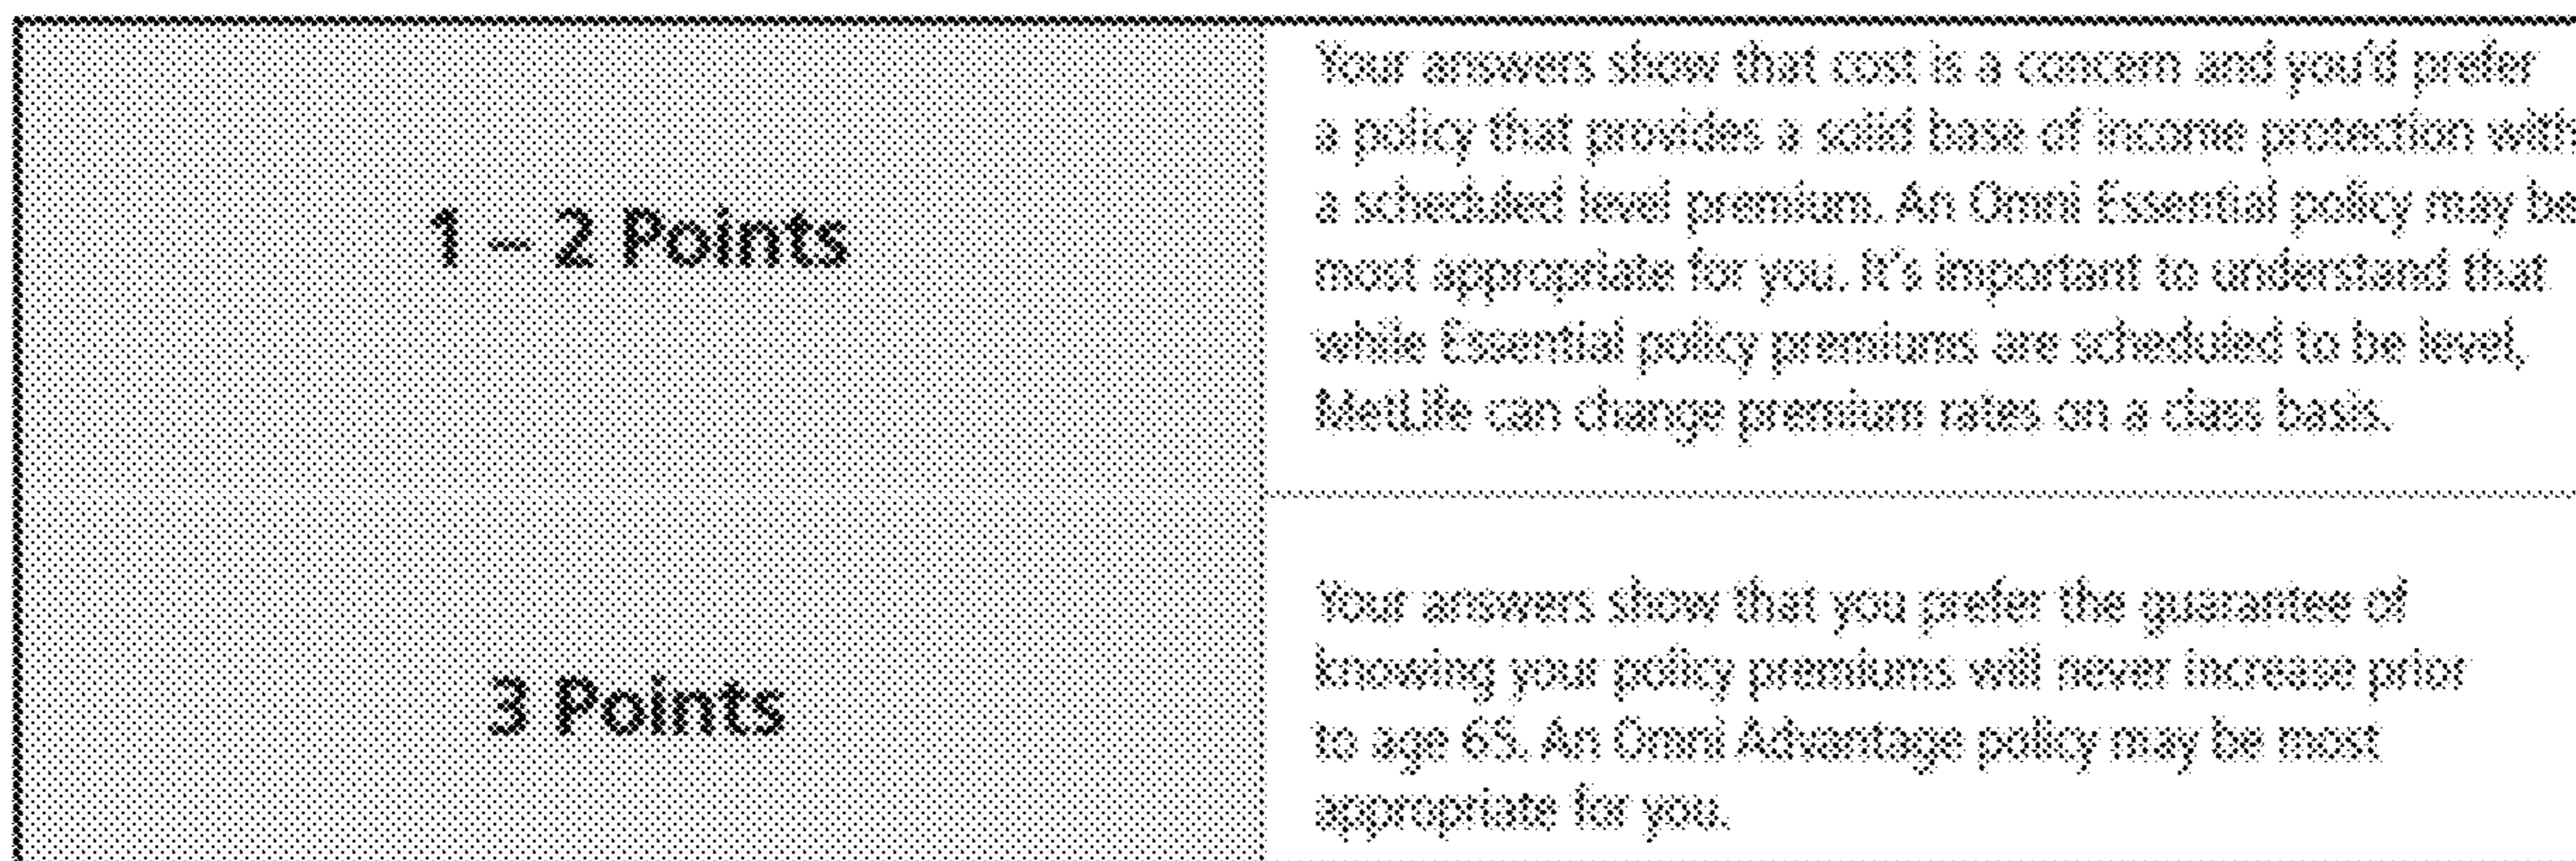 1 – 2 Points
Your answers show that cost is a concern and you'd prefer
a policy that provides a solid base of income protection with
a scheduled level premium. An Omni Essential policy may be
most appropriate for you. It's important to understand that
while Essential policy premiums are scheduled to be level,
MetLife can change premium rates on a class basis.
3 Points
Your answers show that you prefer the guarantee of
knowing your policy premiums will never increase prior
to age 65. An Omni Advantage policy may be most
appropriate for you.